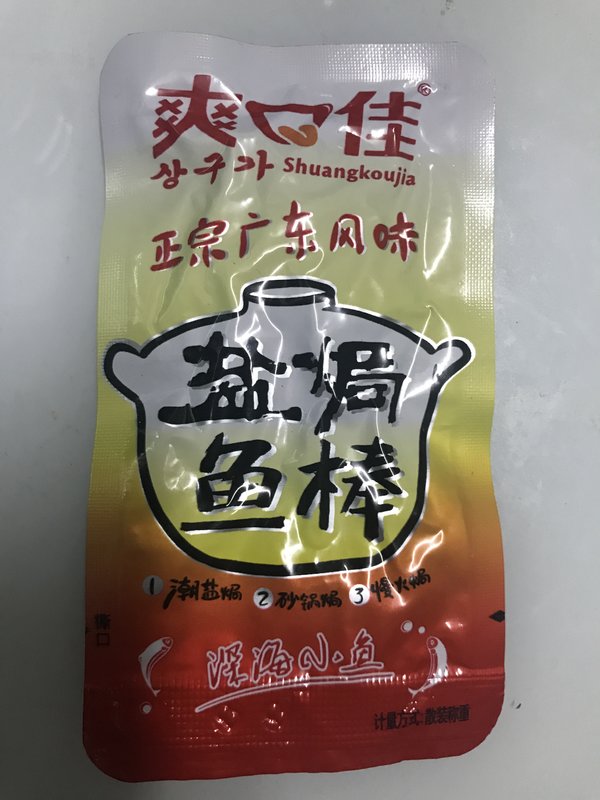 爽口佳®
상구가 Shuangkoujia
正宗广东风味
盐焗
鱼棒
1 潮盐焗 2 砂锅焗 3 慢火焗
撕口
深海小鱼
计量方式:散装称重